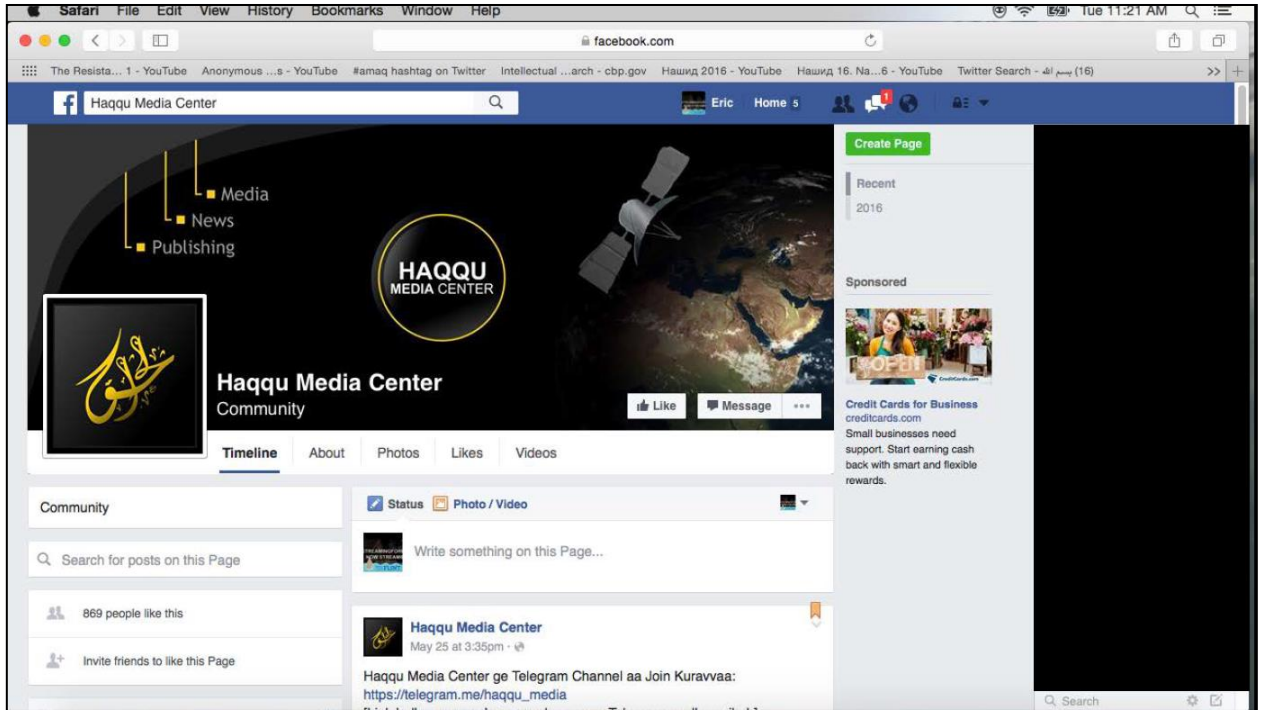 Safari File Edit View History Bookmarks Window Help
Tue 11:21 AM
facebook.com
The Resista... 1 - YouTube Anonymous ...s - YouTube #amaq hashtag on Twitter Intellectual ...arch - cbp.gov Нашид 2016 - YouTube Нашид 16. Na...6 - YouTube Twitter Search - بسم الله (16) >> +
f Haqqu Media Center Eric Home 5 1
Media
News
Publishing
HAQQU
MEDIA CENTER
Haqqu Media Center
Community
Like Message ...
Timeline About Photos Likes Videos
Create Page
Recent
2016
Sponsored
OPEN
CreditCards.com
Credit Cards for Business
creditcards.com
Small businesses need
support. Start earning cash
back with smart and flexible
rewards.
Community
Search for posts on this Page
869 people like this
Invite friends to like this Page
Status Photo / Video
Write something on this Page...
Haqqu Media Center
May 25 at 3:35pm ·
Haqqu Media Center ge Telegram Channel aa Join Kuravvaa:
https://telegram.me/haqqu_media
Search